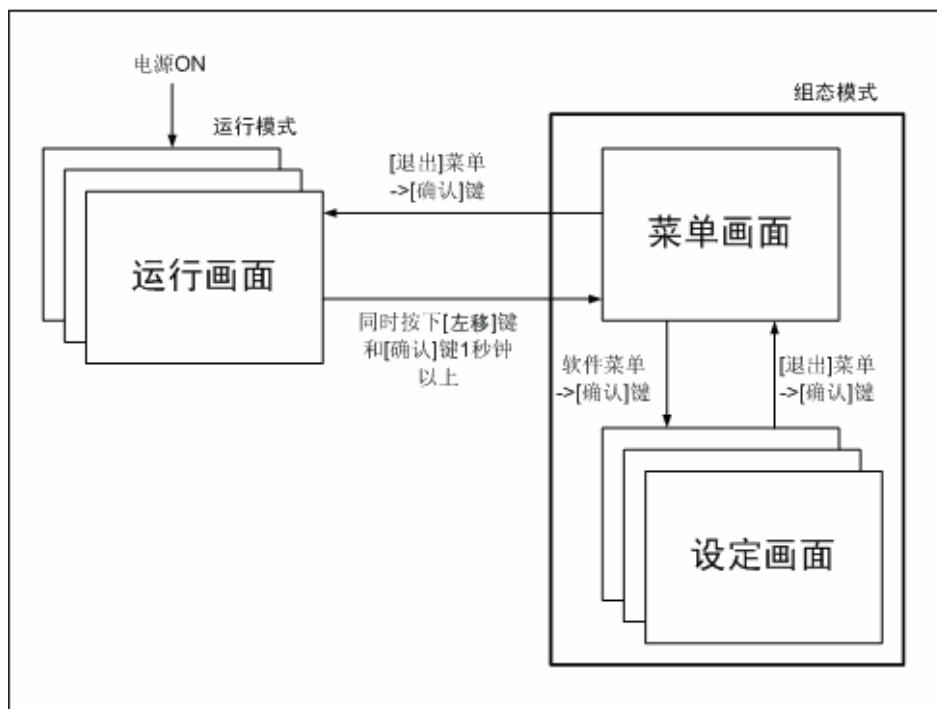 电源ON
运行模式
组态模式
[退出]菜单
->[确认]键
菜单画面
运行画面
同时按下[左移]键
和[确认]键1秒钟
以上
软件菜单
->[确认]键
[退出]菜单
->[确认]键
设定画面